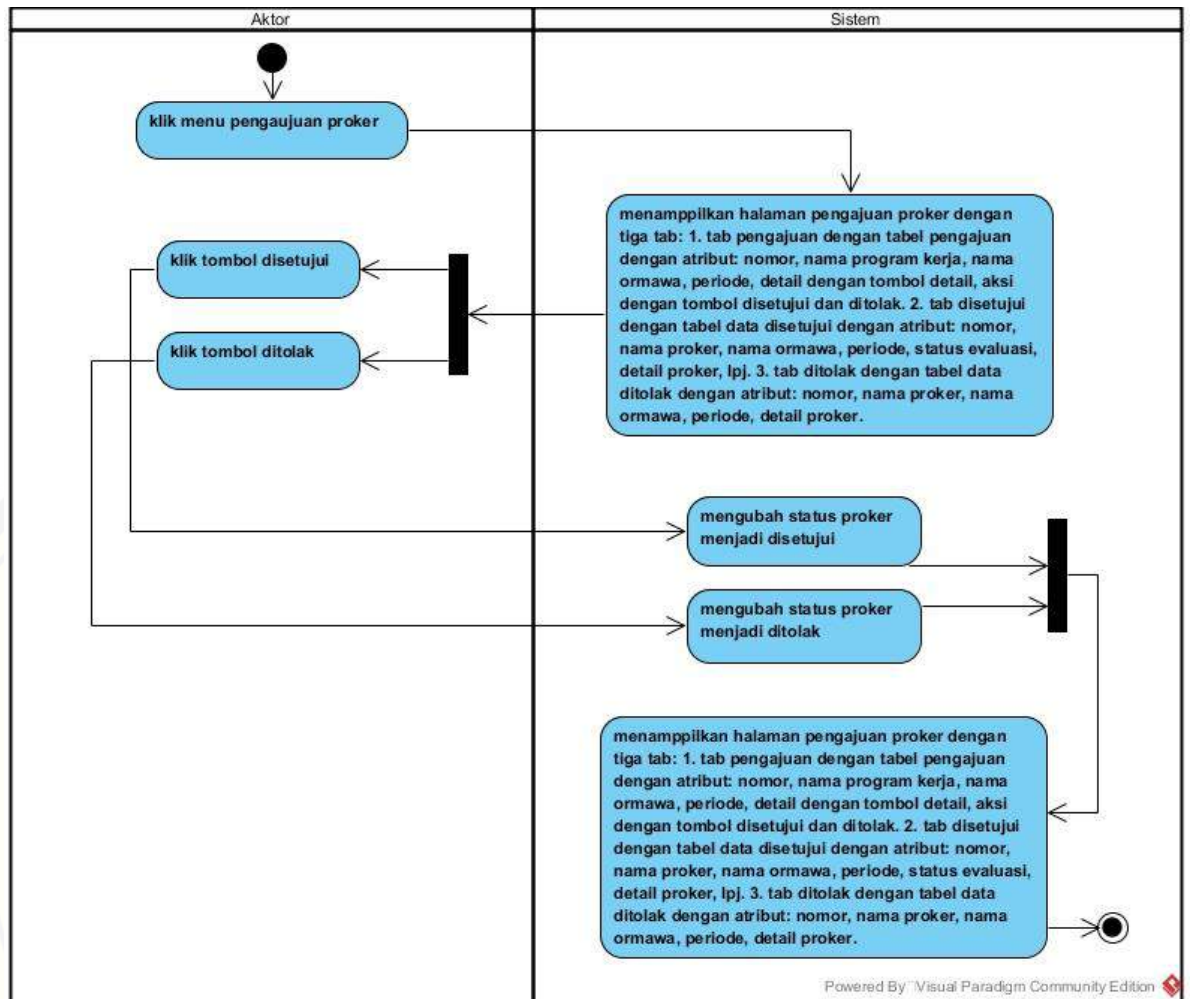 Aktor
Sistem
klik menu pengaujuan proker
menamppilkan halaman pengajuan proker dengan
tiga tab: 1. tab pengajuan dengan tabel pengajuan
dengan atribut: nomor, nama program kerja, nama
ormawa, periode, detail dengan tombol detail, aksi
dengan tombol disetujui dan ditolak. 2. tab disetujui
dengan tabel data disetujui dengan atribut: nomor,
nama proker, nama ormawa, periode, status evaluasi,
detail proker, lpj. 3. tab ditolak dengan tabel data
ditolak dengan atribut: nomor, nama proker, nama
ormawa, periode, detail proker.
klik tombol disetujui
klik tombol ditolak
mengubah status proker
menjadi disetujui
mengubah status proker
menjadi ditolak
menamppilkan halaman pengajuan proker dengan
tiga tab: 1. tab pengajuan dengan tabel pengajuan
dengan atribut: nomor, nama program kerja, nama
ormawa, periode, detail dengan tombol detail, aksi
dengan tombol disetujui dan ditolak. 2. tab disetujui
dengan tabel data disetujui dengan atribut: nomor,
nama proker, nama ormawa, periode, status evaluasi,
detail proker, lpj. 3. tab ditolak dengan tabel data
ditolak dengan atribut: nomor, nama proker, nama
ormawa, periode, detail proker.
Powered By Visual Paradigm Community Edition